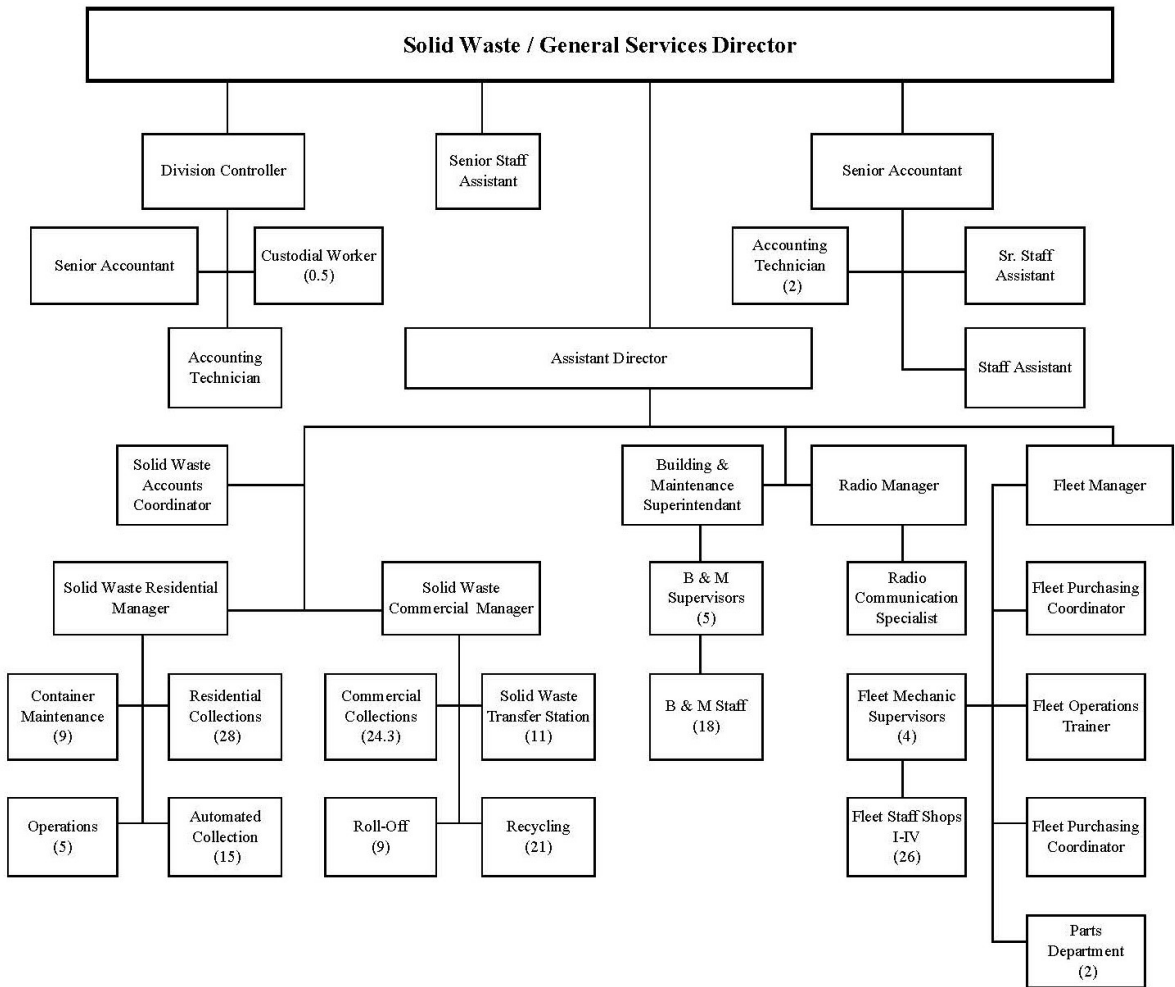 Solid Waste / General Services Director
Division Controller
Senior Staff
Assistant
Senior Accountant
Senior Accountant
Custodial Worker
(0.5)
Accounting
Technician
(2)
Sr. Staff
Assistant
Accounting
Technician
Assistant Director
Staff Assistant
Solid Waste
Accounts
Coordinator
Building &
Maintenance
Superintendant
Radio Manager
Fleet Manager
Solid Waste Residential
Manager
Solid Waste
Commercial Manager
B & M
Supervisors
(5)
Radio
Communication
Specialist
Fleet Purchasing
Coordinator
Container
Maintenance
(9)
Residential
Collections
(28)
Commercial
Collections
(24.3)
Solid Waste
Transfer Station
(11)
B & M Staff
(18)
Fleet Mechanic
Supervisors
(4)
Fleet Operations
Trainer
Operations
(5)
Automated
Collection
(15)
Roll-Off
(9)
Recycling
(21)
Fleet Staff Shops
I-IV
(26)
Fleet Purchasing
Coordinator
Parts
Department
(2)